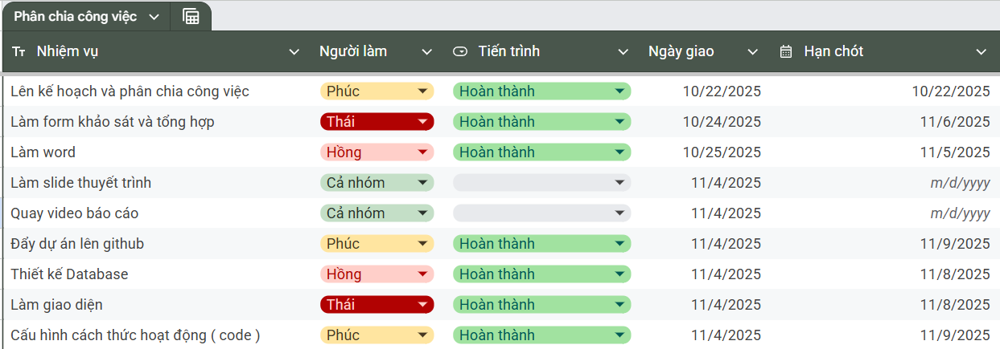 Phân chia công việc
Nhiệm vụ Người làm Tiến trình Ngày giao Hạn chót
Lên kế hoạch và phân chia công việc Phúc Hoàn thành 10/22/2025 10/22/2025
Làm form khảo sát và tổng hợp Thái Hoàn thành 10/24/2025 11/6/2025
Làm word Hồng Hoàn thành 10/25/2025 11/5/2025
Làm slide thuyết trình Cả nhóm 11/4/2025 m/d/yyyy
Quay video báo cáo Cả nhóm 11/4/2025 m/d/yyyy
Đẩy dự án lên github Phúc Hoàn thành 11/4/2025 11/9/2025
Thiết kế Database Hồng Hoàn thành 11/4/2025 11/8/2025
Làm giao diện Thái Hoàn thành 11/4/2025 11/8/2025
Cấu hình cách thức hoạt động ( code ) Phúc Hoàn thành 11/4/2025 11/9/2025